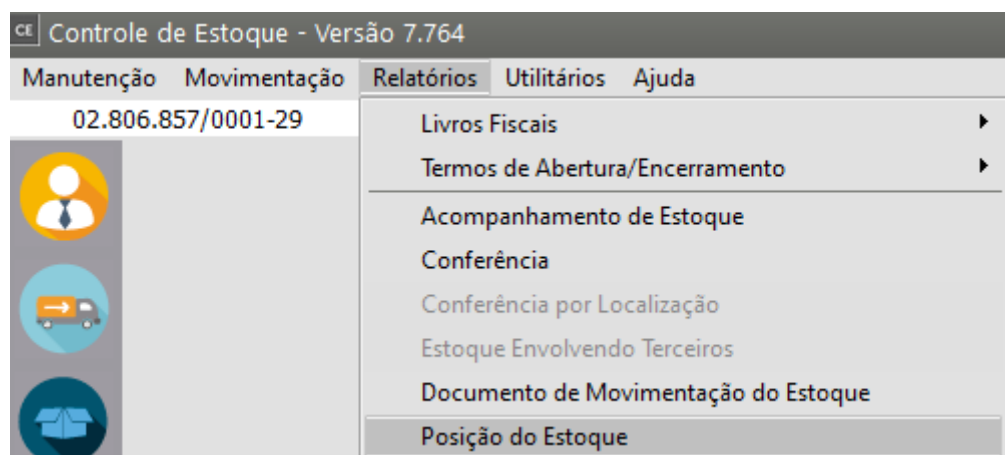 CE Controle de Estoque - Versão 7.764
Manutenção Movimentação Relatórios Utilitários Ajuda
02.806.857/0001-29
Livros Fiscais
Termos de Abertura/Encerramento
Acompanhamento de Estoque
Conferência
Conferência por Localização
Estoque Envolvendo Terceiros
Documento de Movimentação do Estoque
Posição do Estoque